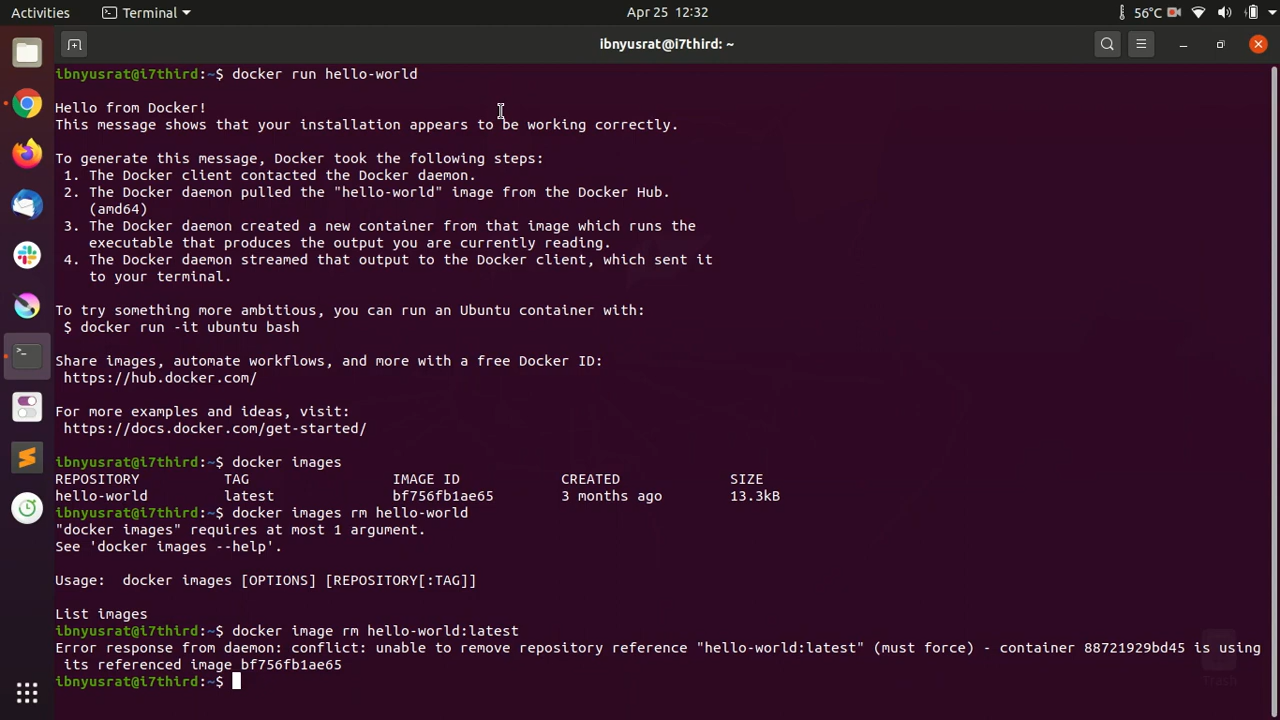 Activities
Terminal
Apr 25 12:32
56°C
ibnyusrat@i7third: ~
ibnyusrat@i7third:~$ docker run hello-world
Hello from Docker!
This message shows that your installation appears to be working correctly.
To generate this message, Docker took the following steps:
1. The Docker client contacted the Docker daemon.
2. The Docker daemon pulled the "hello-world" image from the Docker Hub.
(amd64)
3. The Docker daemon created a new container from that image which runs the
executable that produces the output you are currently reading.
4. The Docker daemon streamed that output to the Docker client, which sent it
to your terminal.
To try something more ambitious, you can run an Ubuntu container with:
$ docker run -it ubuntu bash
Share images, automate workflows, and more with a free Docker ID:
https://hub.docker.com/
For more examples and ideas, visit:
https://docs.docker.com/get-started/
ibnyusrat@i7third:~$ docker images
REPOSITORY TAG IMAGE ID CREATED SIZE
hello-world latest bf756fb1ae65 3 months ago 13.3kB
ibnyusrat@i7third:~$ docker images rm hello-world
"docker images" requires at most 1 argument.
See 'docker images --help'.
Usage: docker images [OPTIONS] [REPOSITORY[:TAG]]
List images
ibnyusrat@i7third:~$ docker image rm hello-world:latest
Error response from daemon: conflict: unable to remove repository reference "hello-world:latest" (must force) - container 88721929bd45 is using
its referenced image bf756fb1ae65
ibnyusrat@i7third:~$
Trash